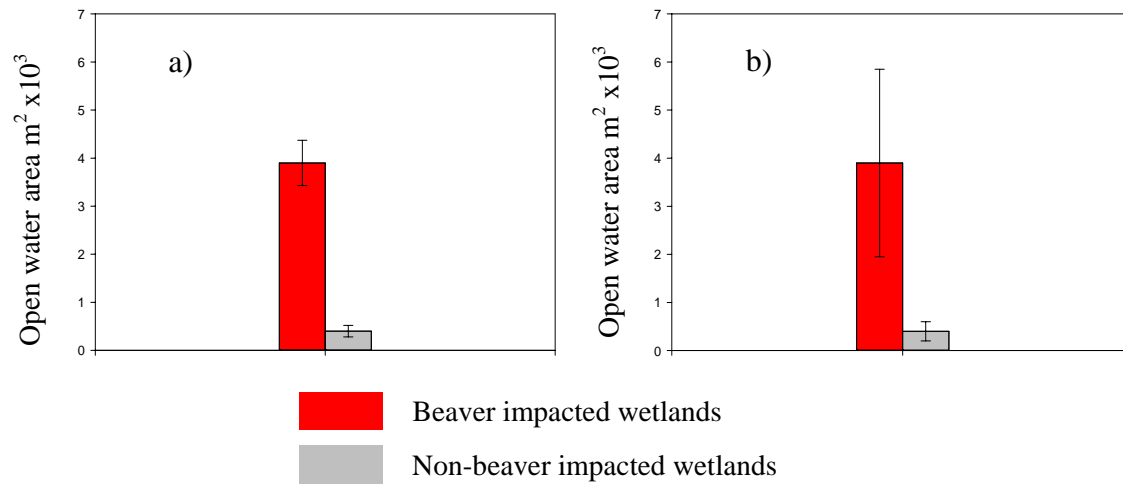 Open water area m² x10³
7
6
5
4
3
2
1
0
a)
Open water area m² x10³
7
6
5
4
3
2
1
0
b)
Beaver impacted wetlands
Non-beaver impacted wetlands